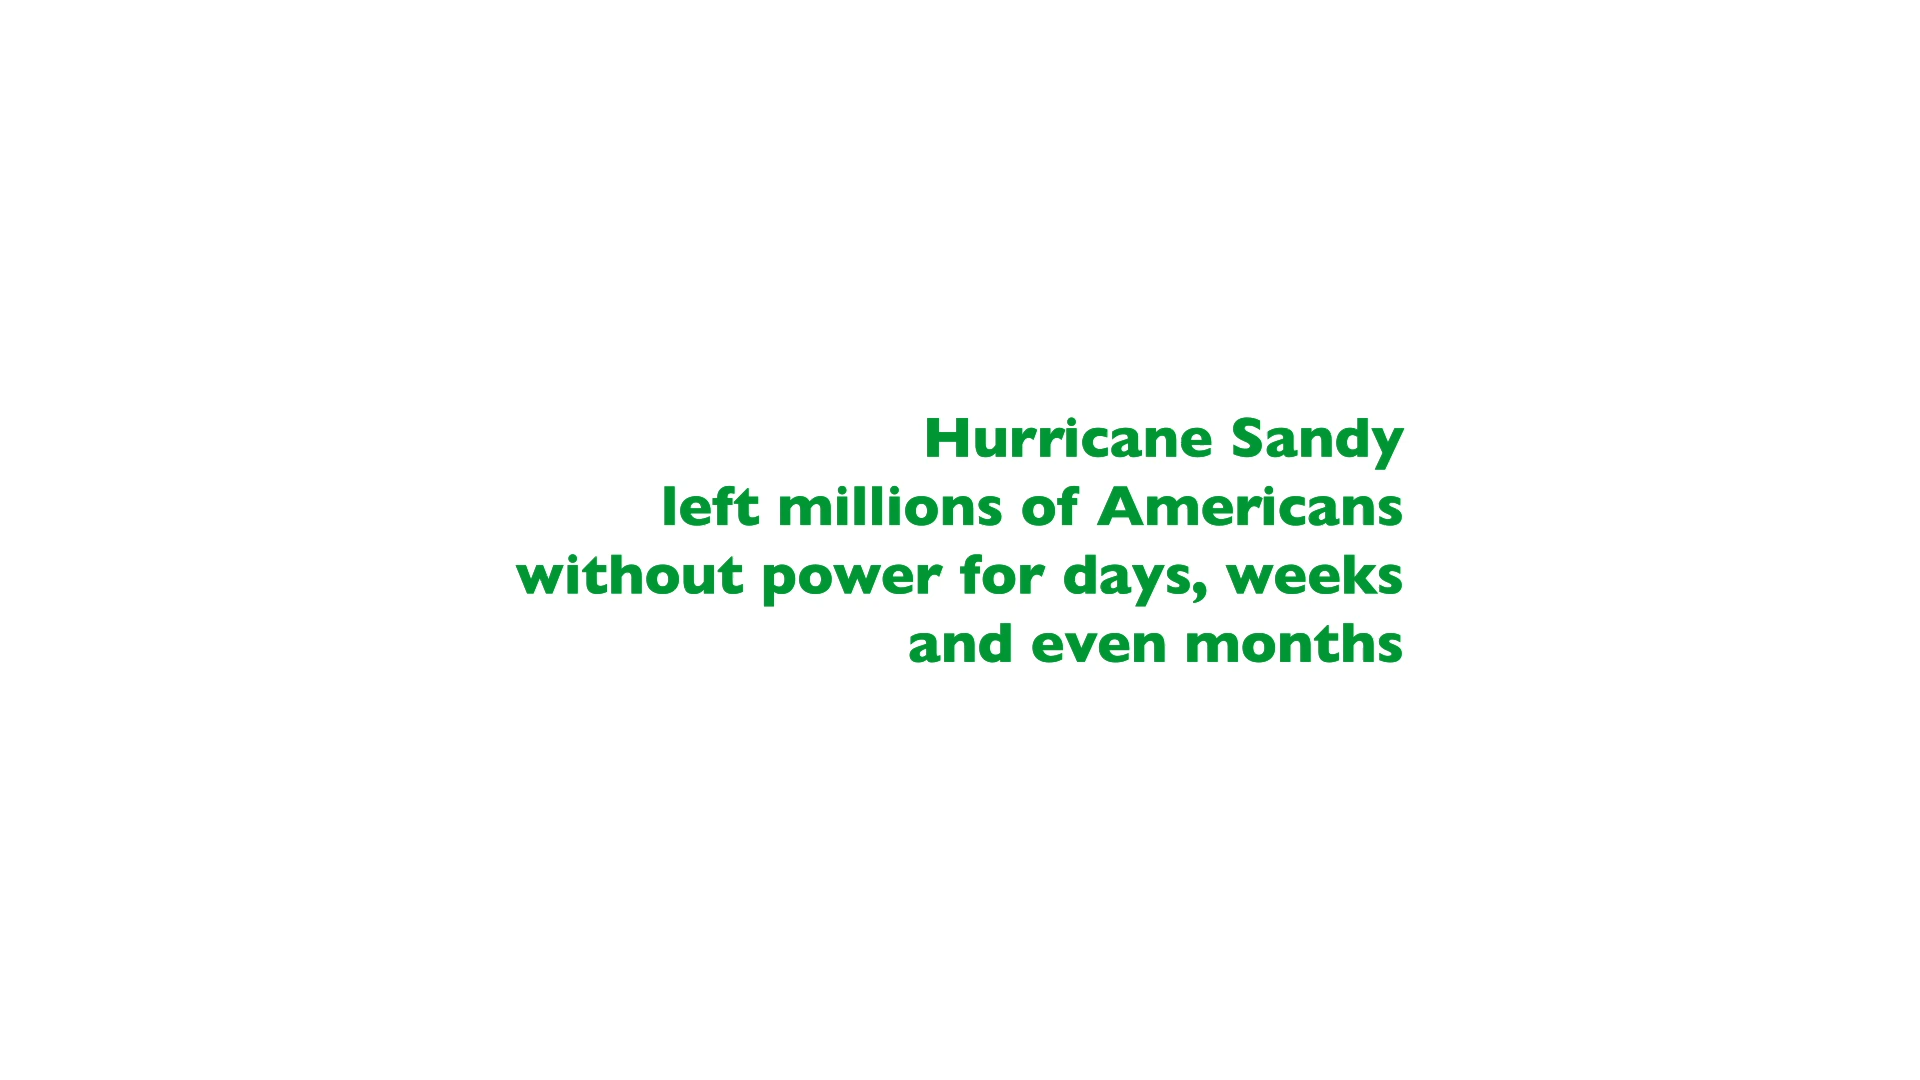 Hurricane Sandy
left millions of Americans
without power for days, weeks
and even months